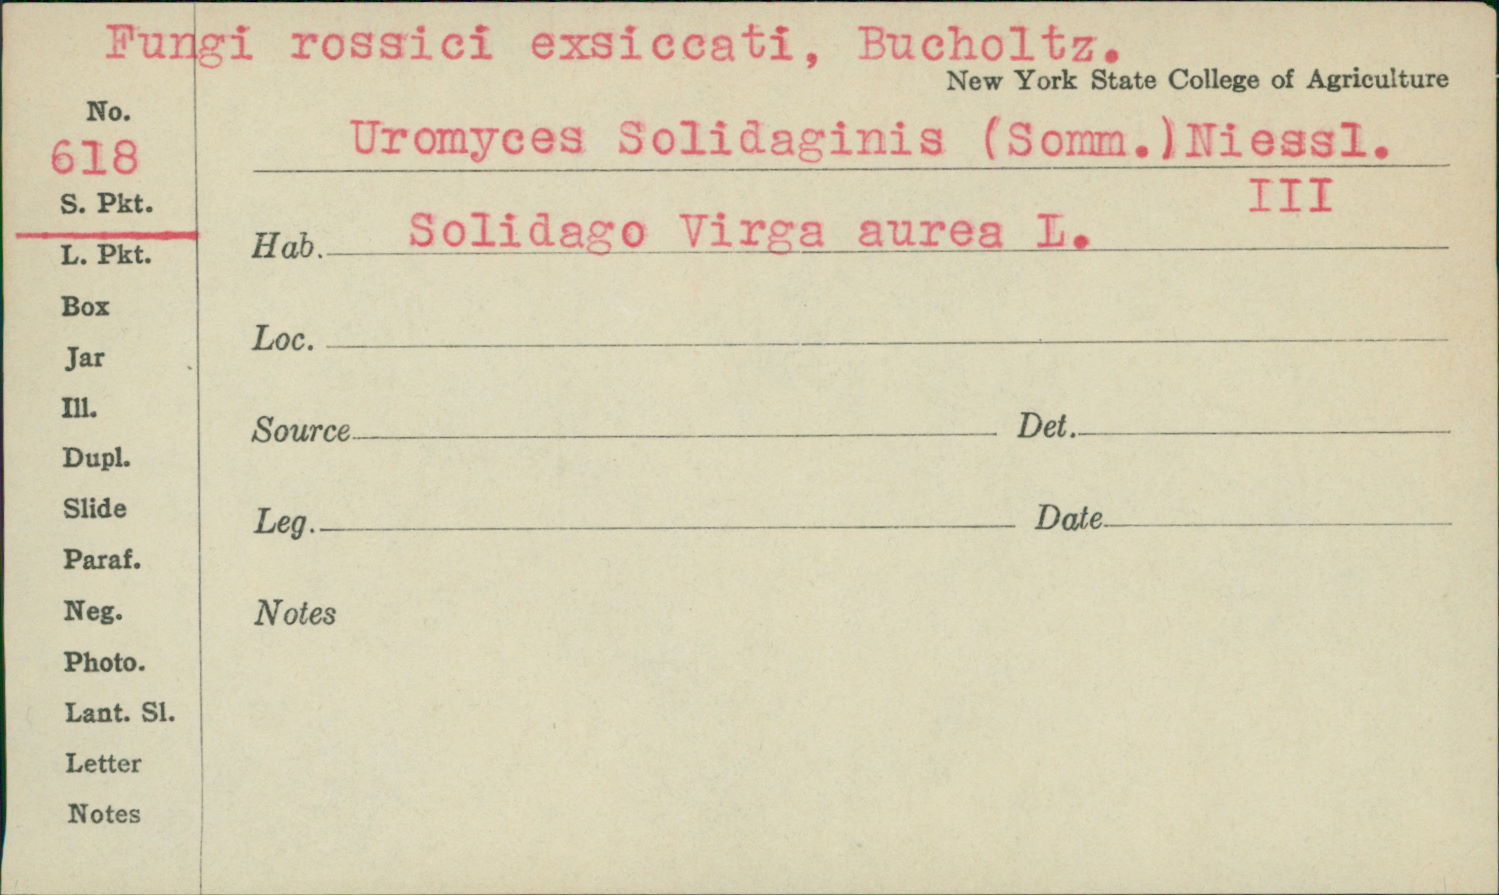 Fungi rossici exsiccati, Bucholtz.
New York State College of Agriculture
No.
618
Uromyces Solidaginis (Somm.)Niessl.
III
S. Pkt.
Hab. Solidago Virga aurea L.
L. Pkt.
Box
Loc.
Jar
Ill.
Source Det.
Dupl.
Slide
Leg. Date
Paraf.
Neg.
Notes
Photo.
Lant. Sl.
Letter
Notes